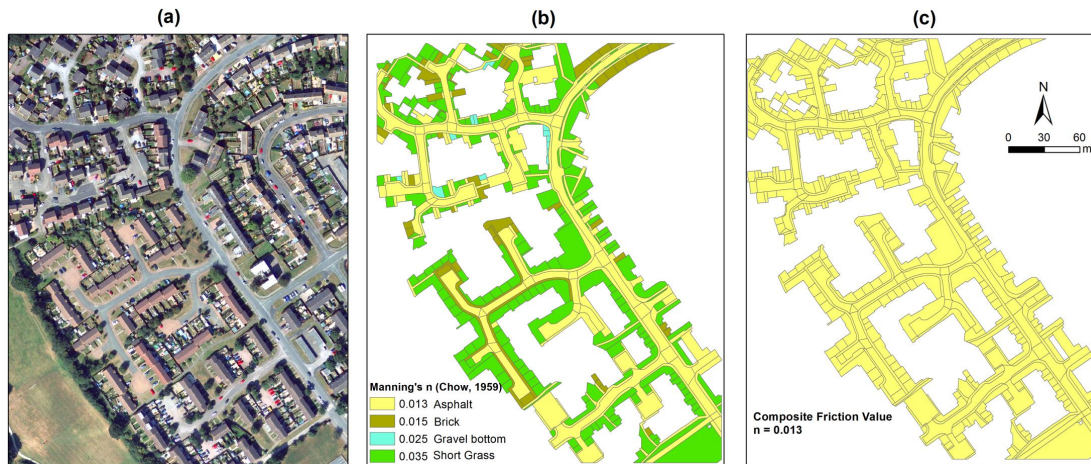 (a)
(b)
(c)
N
0 30 60
m
Manning's n (Chow, 1959)
0.013 Asphalt
0.015 Brick
0.025 Gravel bottom
0.035 Short Grass
Composite Friction Value
n = 0.013